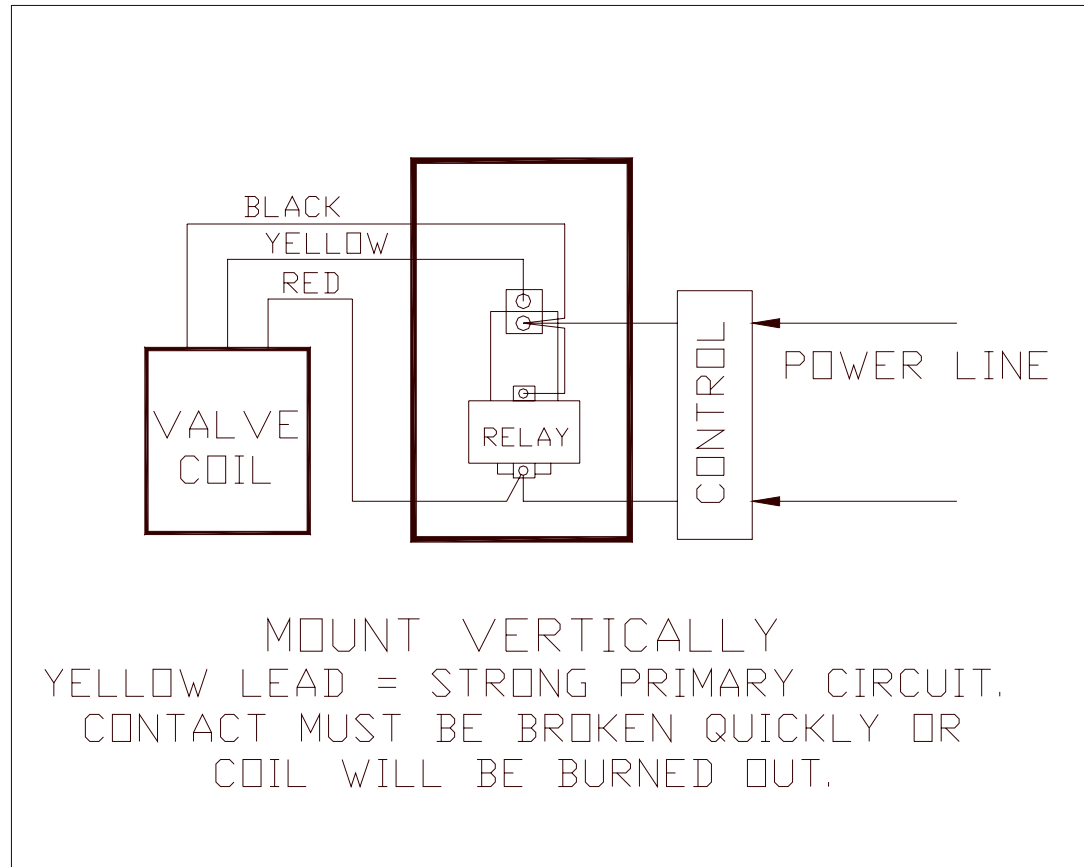 BLACK
YELLOW
RED
VALVE
COIL
RELAY
CONTROL
POWER LINE
MOUNT VERTICALLY
YELLOW LEAD = STRONG PRIMARY CIRCUIT.
CONTACT MUST BE BROKEN QUICKLY OR
COIL WILL BE BURNED OUT.